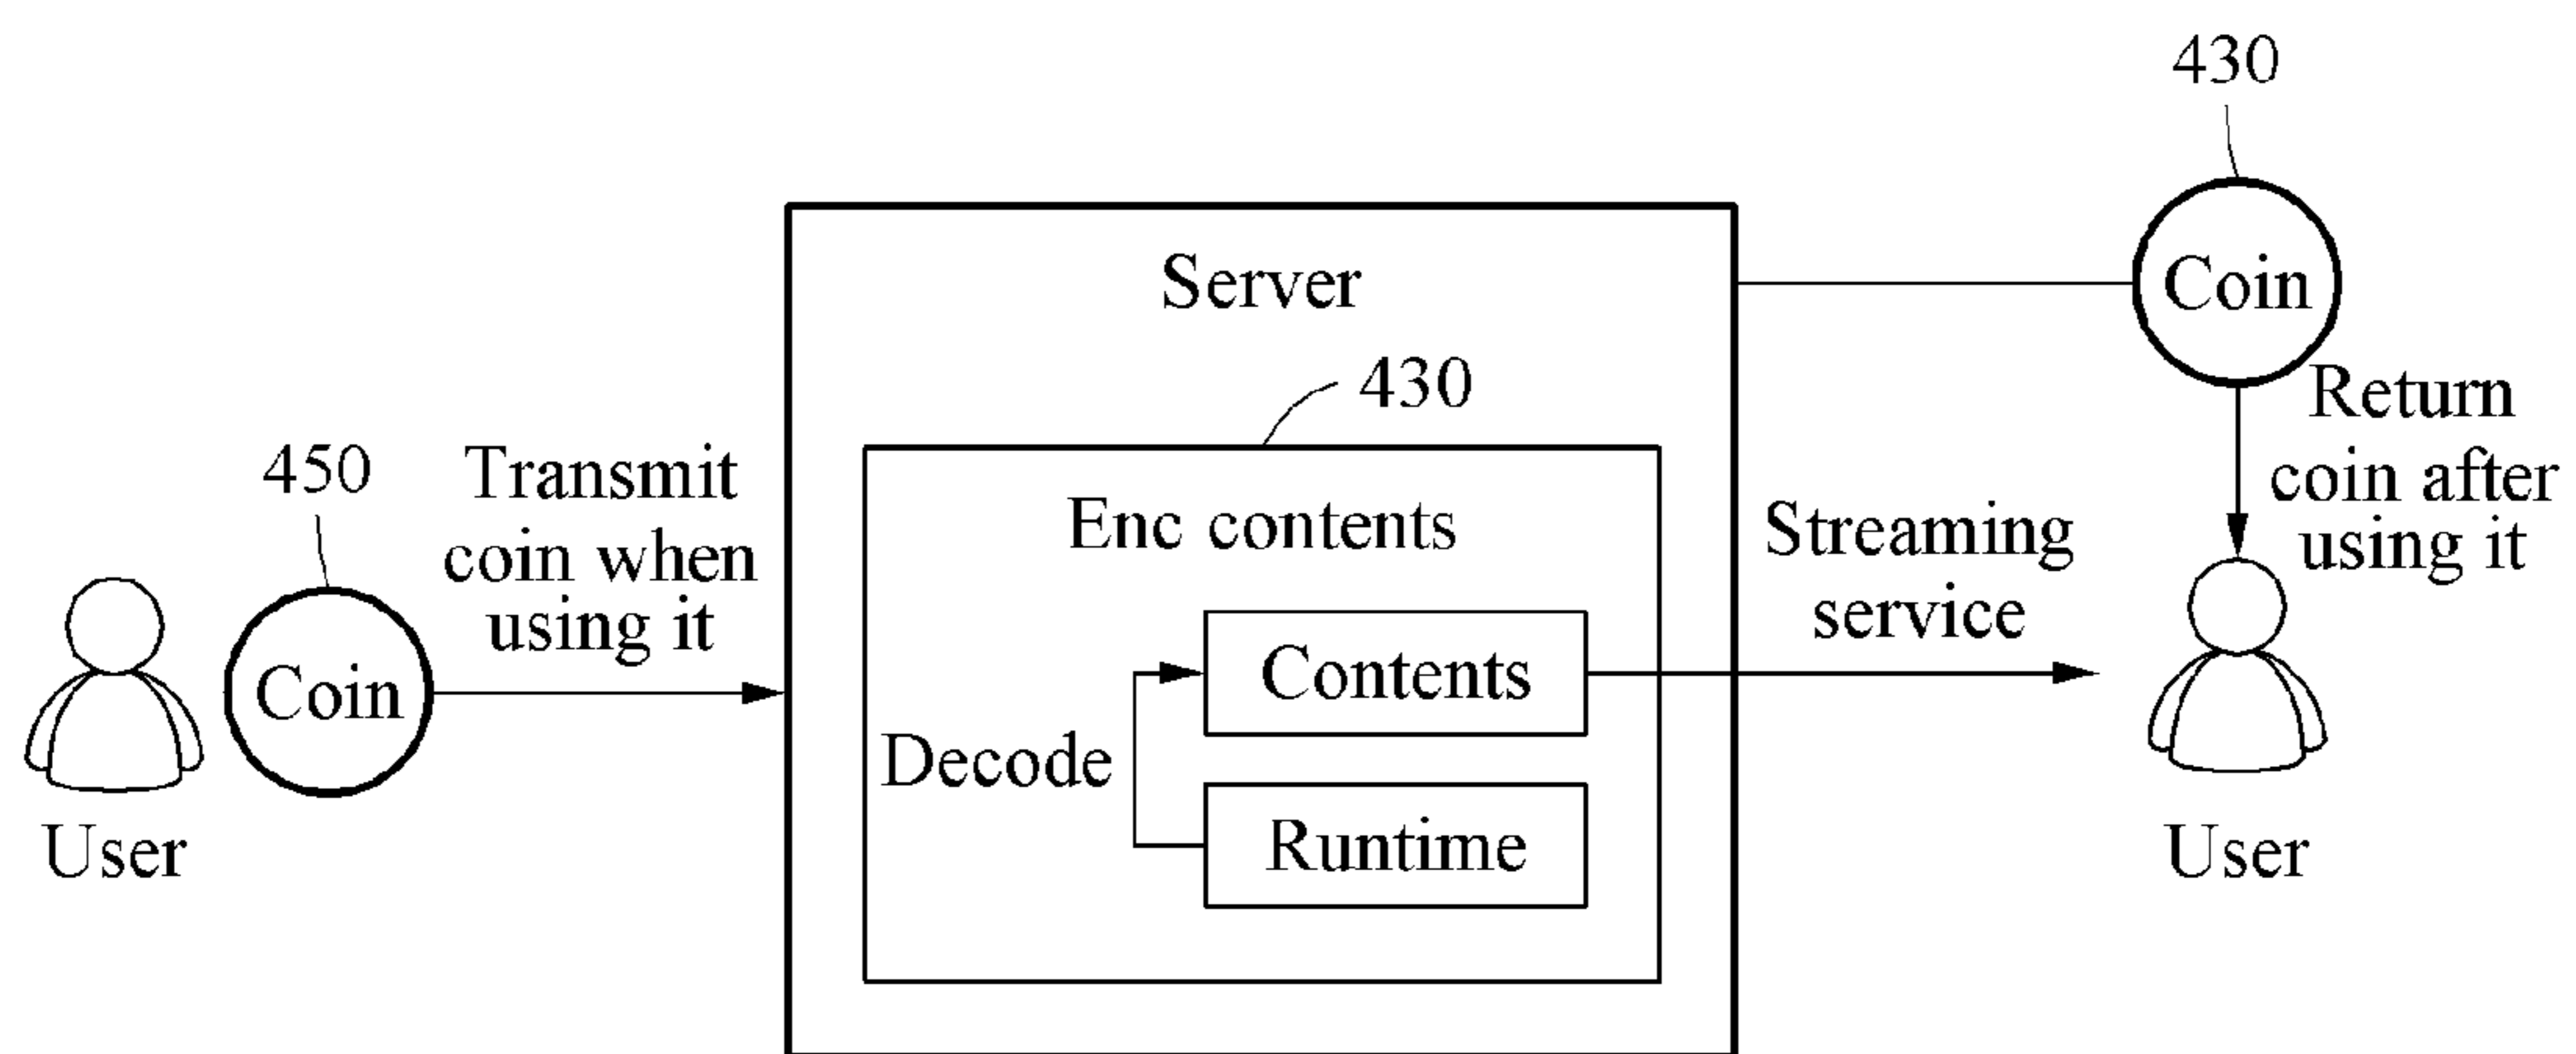 430
Server
Coin
430
Return
coin after
using it
450
Transmit
coin when
using it
Enc contents
Streaming
service
Coin
Contents
Decode
Runtime
User
User